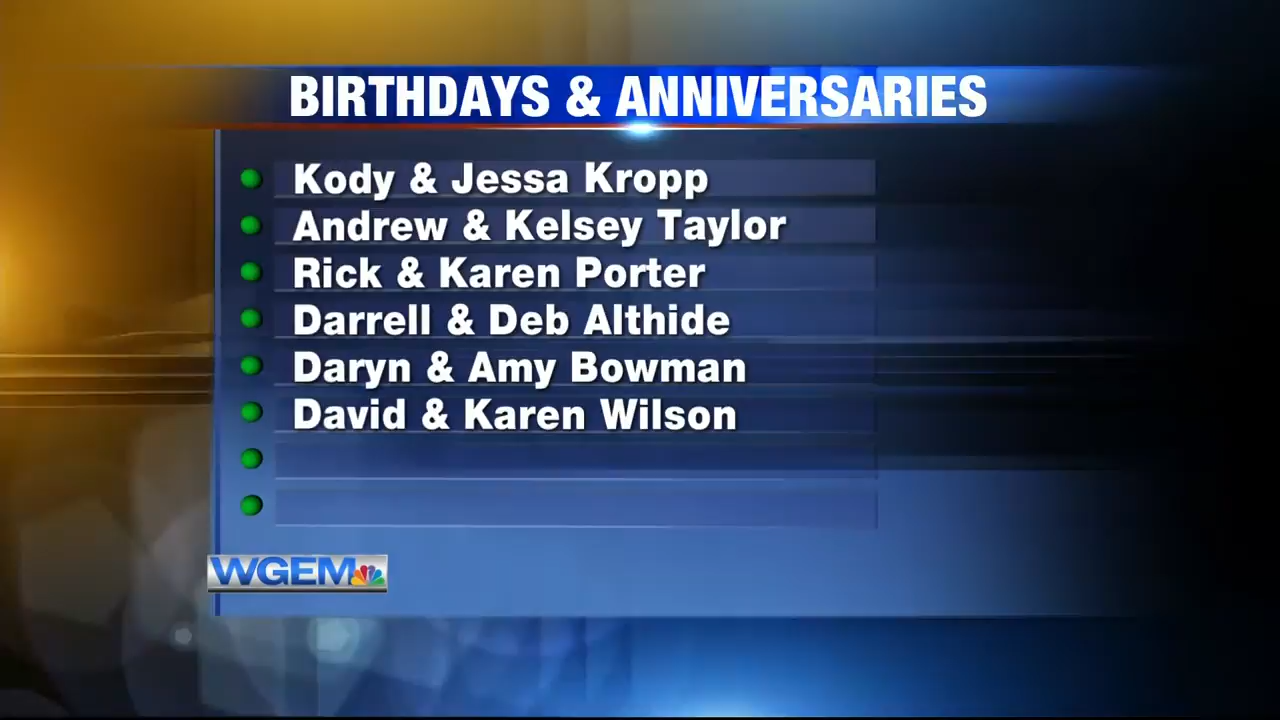 BIRTHDAYS & ANNIVERSARIES
Kody & Jessa Kropp
Andrew & Kelsey Taylor
Rick & Karen Porter
Darrell & Deb Althide
Daryn & Amy Bowman
David & Karen Wilson
WGEM